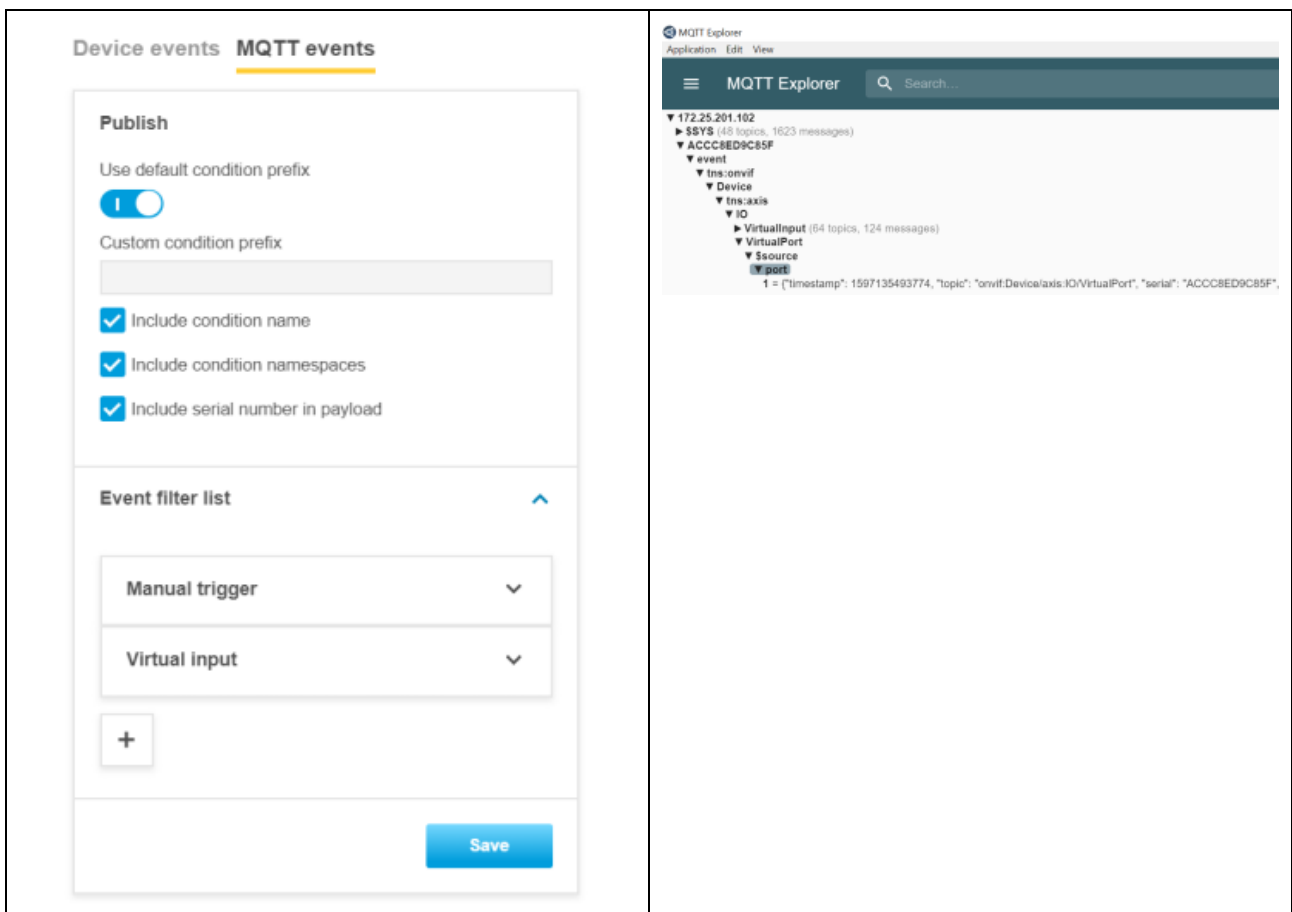 Device events MQTT events
Publish
Use default condition prefix
Custom condition prefix
Include condition name
Include condition namespaces
Include serial number in payload
Event filter list
Manual trigger
Virtual input
+
Save
MQTT Explorer
Application Edit View
MQTT Explorer
Search...
▼ 172.25.201.102
▶ $SYS (48 topics, 1623 messages)
▼ ACCC8ED9C85F
▼ event
▼ tns:onvif
▼ Device
▼ tns:axis
▼ IO
▶ VirtualInput (64 topics, 124 messages)
▼ VirtualPort
▼ $source
▼ port
1 = {"timestamp": 1597135493774, "topic": "onvif:Device/axis:IO/VirtualPort", "serial": "ACCC8ED9C85F",